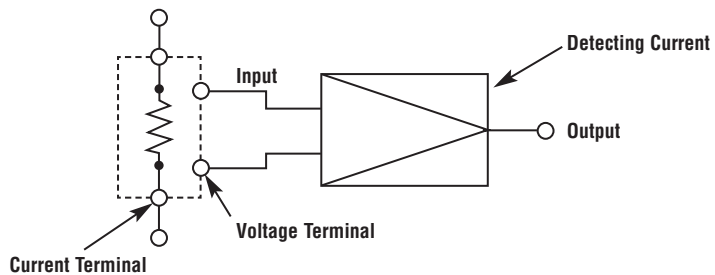 Detecting Current
Input
Output
Voltage Terminal
Current Terminal